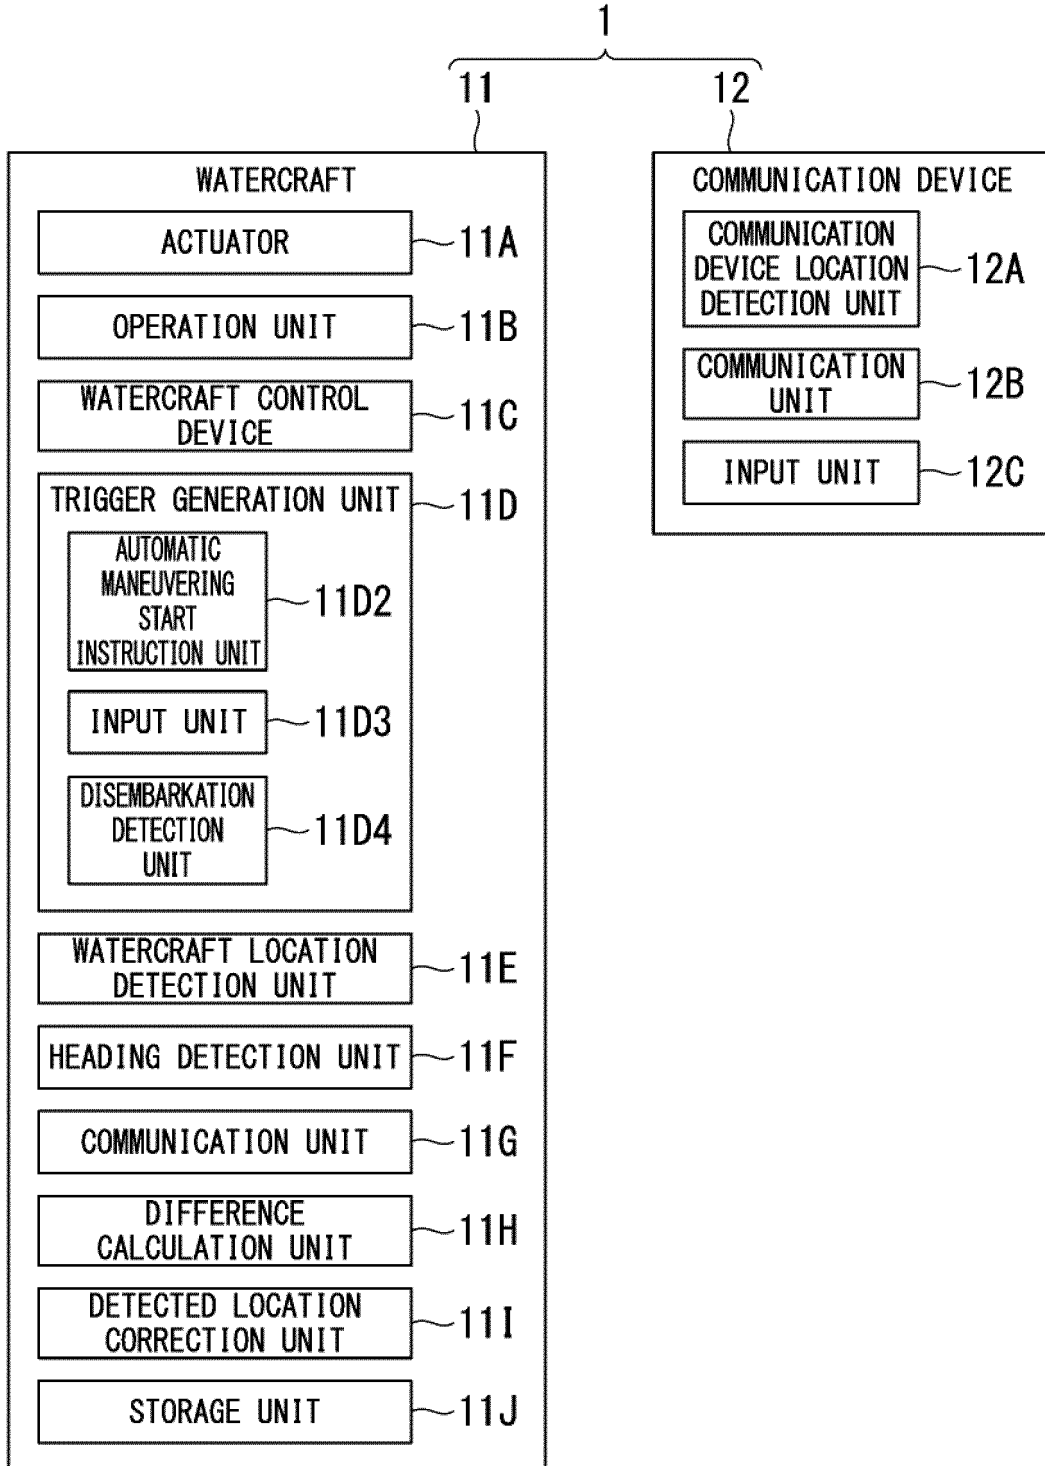 1
11
12
WATERCRAFT
ACTUATOR
11A
OPERATION UNIT
11B
WATERCRAFT CONTROL
DEVICE
11C
TRIGGER GENERATION UNIT
11D
AUTOMATIC
MANEUVERING
START
INSTRUCTION UNIT
11D2
INPUT UNIT
11D3
DISEMBARKATION
DETECTION
UNIT
11D4
WATERCRAFT LOCATION
DETECTION UNIT
11E
HEADING DETECTION UNIT
11F
COMMUNICATION UNIT
11G
DIFFERENCE
CALCULATION UNIT
11H
DETECTED LOCATION
CORRECTION UNIT
11I
STORAGE UNIT
11J
COMMUNICATION DEVICE
COMMUNICATION
DEVICE LOCATION
DETECTION UNIT
12A
COMMUNICATION
UNIT
12B
INPUT UNIT
12C